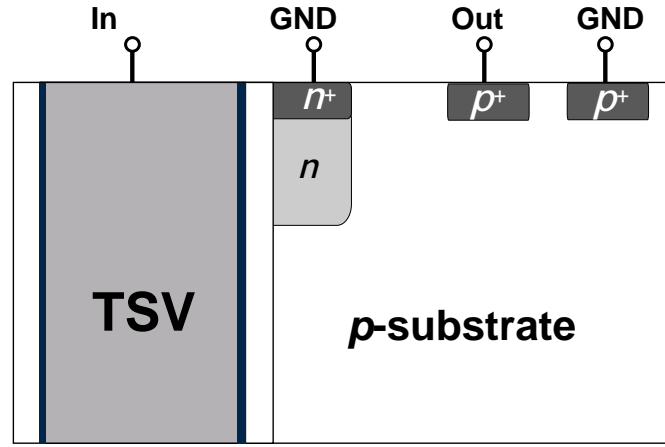 In GND Out GND
n+ p+ p+
n
TSV p-substrate